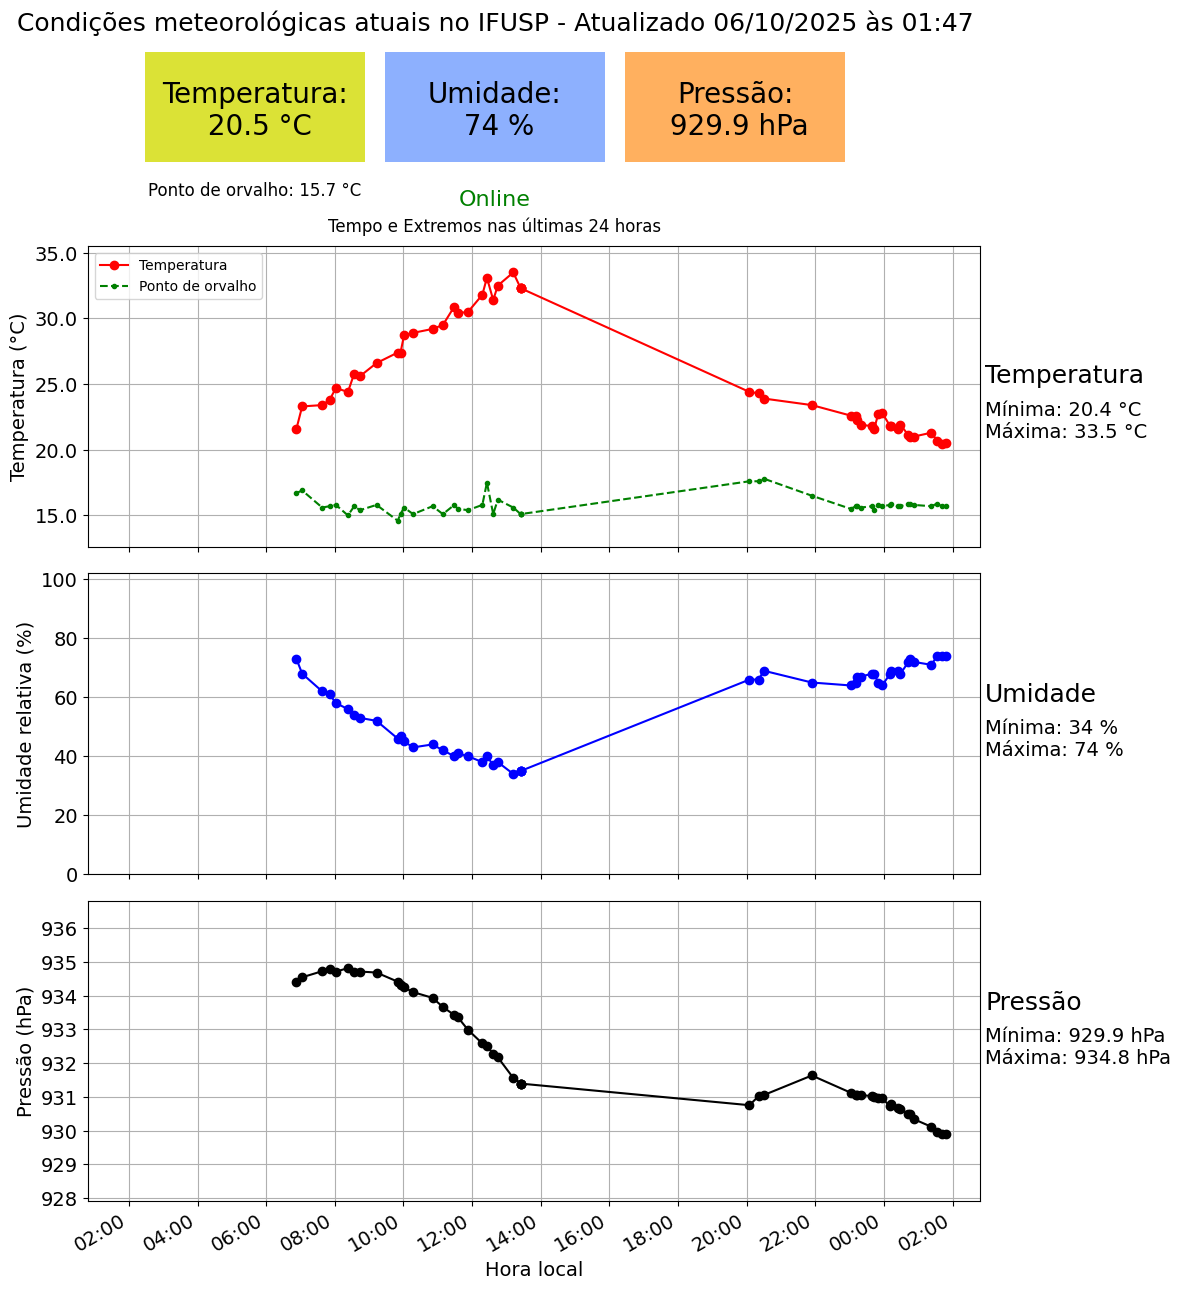 Condições meteorológicas atuais no IFUSP - Atualizado 06/10/2025 às 01:47
Temperatura:
20.5 °C
Umidade:
74 %
Pressão:
929.9 hPa
Ponto de orvalho: 15.7 °C
Online
Tempo e Extremos nas últimas 24 horas
Temperatura
Ponto de orvalho
Temperatura (°C)
35.0
30.0
25.0
20.0
15.0
Temperatura
Mínima: 20.4 °C
Máxima: 33.5 °C
Umidade relativa (%)
100
80
60
40
20
0
Umidade
Mínima: 34 %
Máxima: 74 %
Pressão (hPa)
936
935
934
933
932
931
930
929
928
Pressão
Mínima: 929.9 hPa
Máxima: 934.8 hPa
02:00
04:00
06:00
08:00
10:00
12:00
14:00
16:00
18:00
20:00
22:00
00:00
02:00
Hora local